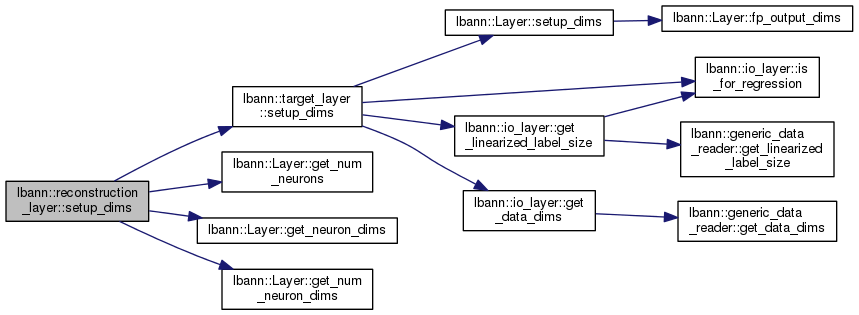 lbann::reconstruction
_layer::setup_dims
lbann::target_layer
::setup_dims
lbann::Layer::get_num
_neurons
lbann::Layer::get_neuron_dims
lbann::Layer::get_num
_neuron_dims
lbann::Layer::setup_dims
lbann::io_layer::get
_linearized_label_size
lbann::io_layer::get
_data_dims
lbann::Layer::fp_output_dims
lbann::io_layer::is
_for_regression
lbann::generic_data
_reader::get_linearized
_label_size
lbann::generic_data
_reader::get_data_dims